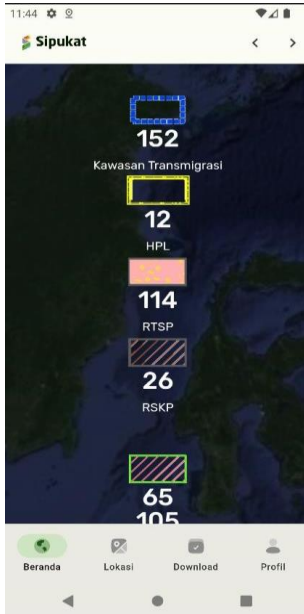 11:44
Sipukat
152
Kawasan Transmigrasi
12
HPL
114
RTSP
26
RSKP
65
105
Beranda Lokasi Download Profil